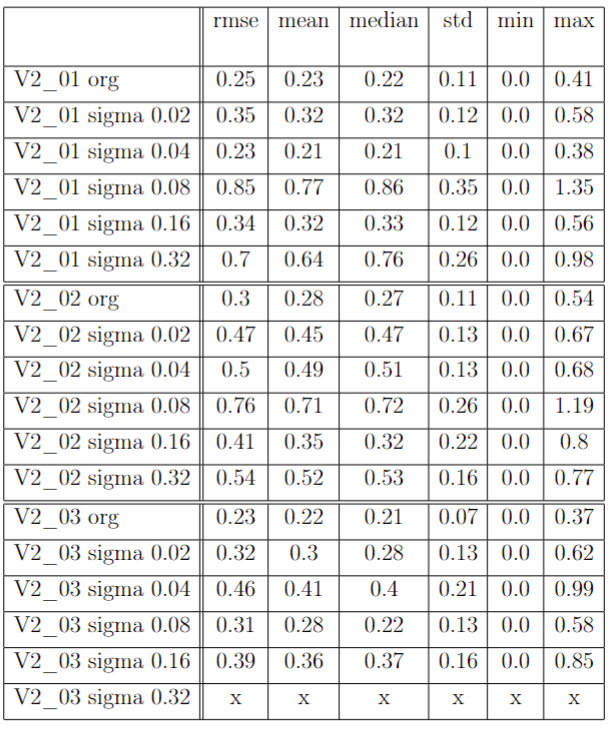 rmse mean median std min max
V2_01 org 0.25 0.23 0.22 0.11 0.0 0.41
V2_01 sigma 0.02 0.35 0.32 0.32 0.12 0.0 0.58
V2_01 sigma 0.04 0.23 0.21 0.21 0.1 0.0 0.38
V2_01 sigma 0.08 0.85 0.77 0.86 0.35 0.0 1.35
V2_01 sigma 0.16 0.34 0.32 0.33 0.12 0.0 0.56
V2_01 sigma 0.32 0.7 0.64 0.76 0.26 0.0 0.98
V2_02 org 0.3 0.28 0.27 0.11 0.0 0.54
V2_02 sigma 0.02 0.47 0.45 0.47 0.13 0.0 0.67
V2_02 sigma 0.04 0.5 0.49 0.51 0.13 0.0 0.68
V2_02 sigma 0.08 0.76 0.71 0.72 0.26 0.0 1.19
V2_02 sigma 0.16 0.41 0.35 0.32 0.22 0.0 0.8
V2_02 sigma 0.32 0.54 0.52 0.53 0.16 0.0 0.77
V2_03 org 0.23 0.22 0.21 0.07 0.0 0.37
V2_03 sigma 0.02 0.32 0.3 0.28 0.13 0.0 0.62
V2_03 sigma 0.04 0.46 0.41 0.4 0.21 0.0 0.99
V2_03 sigma 0.08 0.31 0.28 0.22 0.13 0.0 0.58
V2_03 sigma 0.16 0.39 0.36 0.37 0.16 0.0 0.85
V2_03 sigma 0.32 x x x x x x